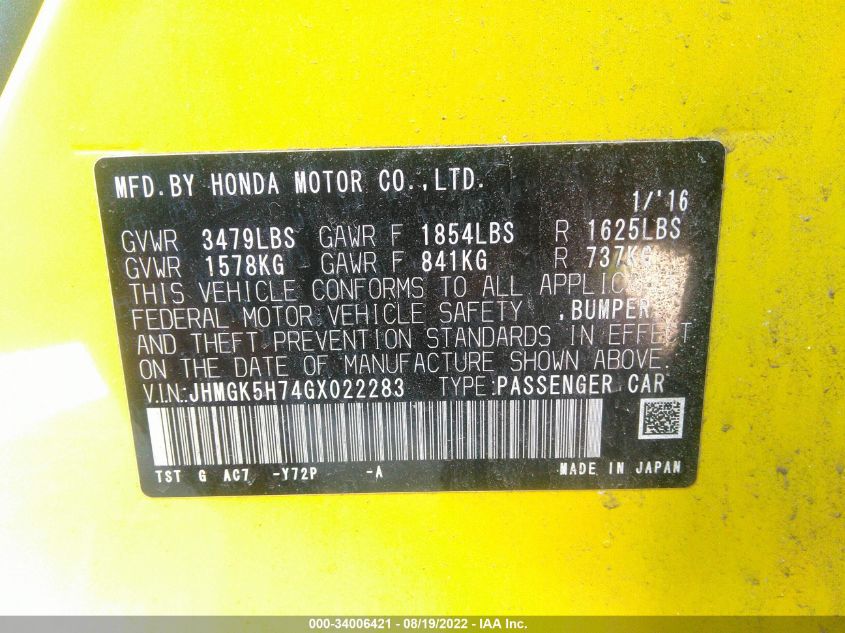 MFD.BY HONDA MOTOR CO.,LTD.
1/'16
GVWR 3479LBS GAWR F 1854LBS R 1625LBS
GVWR 1578KG GAWR F 841KG R 737KG
THIS VEHICLE CONFORMS TO ALL APPLIC
FEDERAL MOTOR VEHICLE SAFETY ,BUMPER
AND THEFT PREVENTION STANDARDS IN EFFECT
ON THE DATE OF MANUFACTURE SHOWN ABOVE.
V.I.N.:JHMGK5H74GX022283 TYPE:PASSENGER CAR
TST G AC7 -Y72P -A MADE IN JAPAN
000-34006421 - 08/19/2022 - IAA Inc.